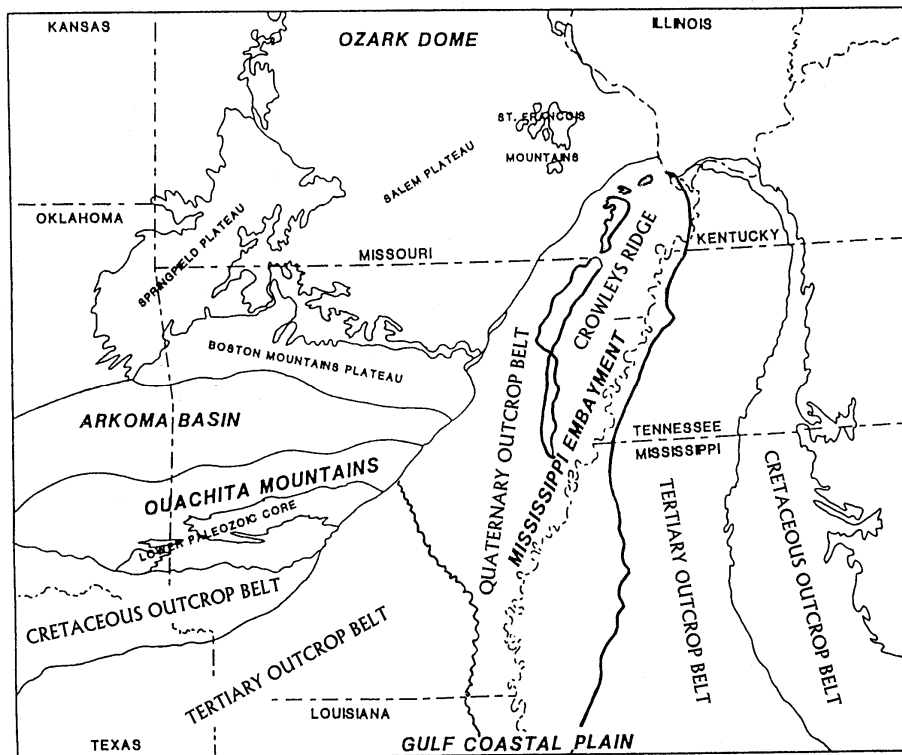 KANSAS
OZARK DOME
ILLINOIS
ST. FRANCOIS
MOUNTAINS
SALEM PLATEAU
OKLAHOMA
SPRINGFIELD PLATEAU
MISSOURI
KENTUCKY
CROWLEYS RIDGE
BOSTON MOUNTAINS PLATEAU
ARKOMA BASIN
QUATERNARY OUTCROP BELT
MISSISSIPPI EMBAYMENT
TENNESSEE
MISSISSIPPI
OUACHITA MOUNTAINS
LOWER PALEOZOIC CORE
CRETACEOUS OUTCROP BELT
TERTIARY OUTCROP BELT
TERTIARY OUTCROP BELT
CRETACEOUS OUTCROP BELT
LOUISIANA
TEXAS
GULF COASTAL PLAIN